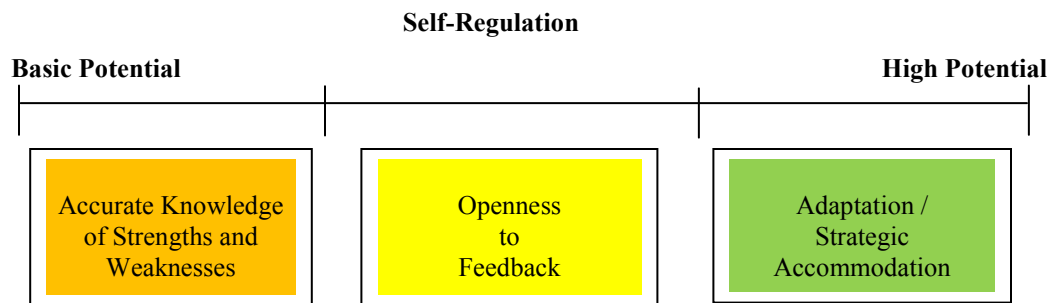 Self-Regulation
Basic Potential
High Potential
Accurate Knowledge
of Strengths and
Weaknesses
Openness
to
Feedback
Adaptation /
Strategic
Accommodation